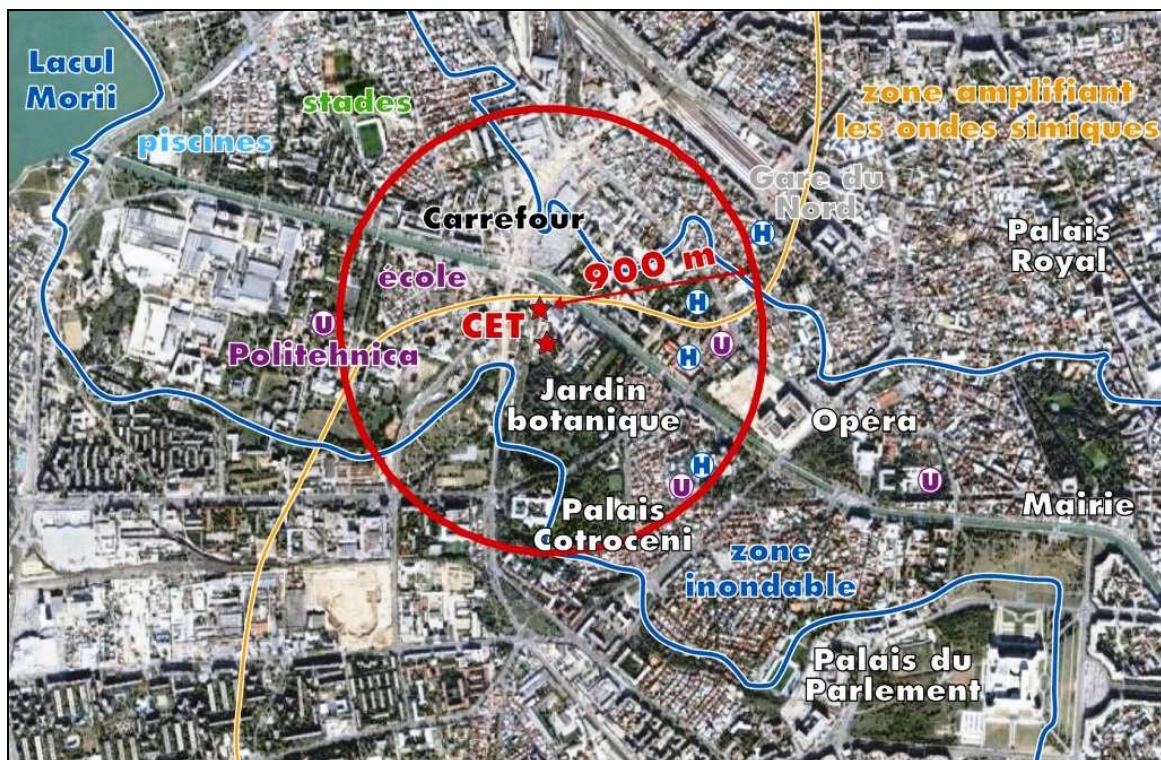 Lacul
Morii
stades
piscines
zone amplifiant
les ondes simiques
Gare du
Nord
Carrefour
H
Palais
Royal
900 m
école
H
CET
U
Politehnica
U
H
Jardin
botanique
Opéra
H
U
U
Palais
Cotroceni
Mairie
zone
inondable
Palais du
Parlement